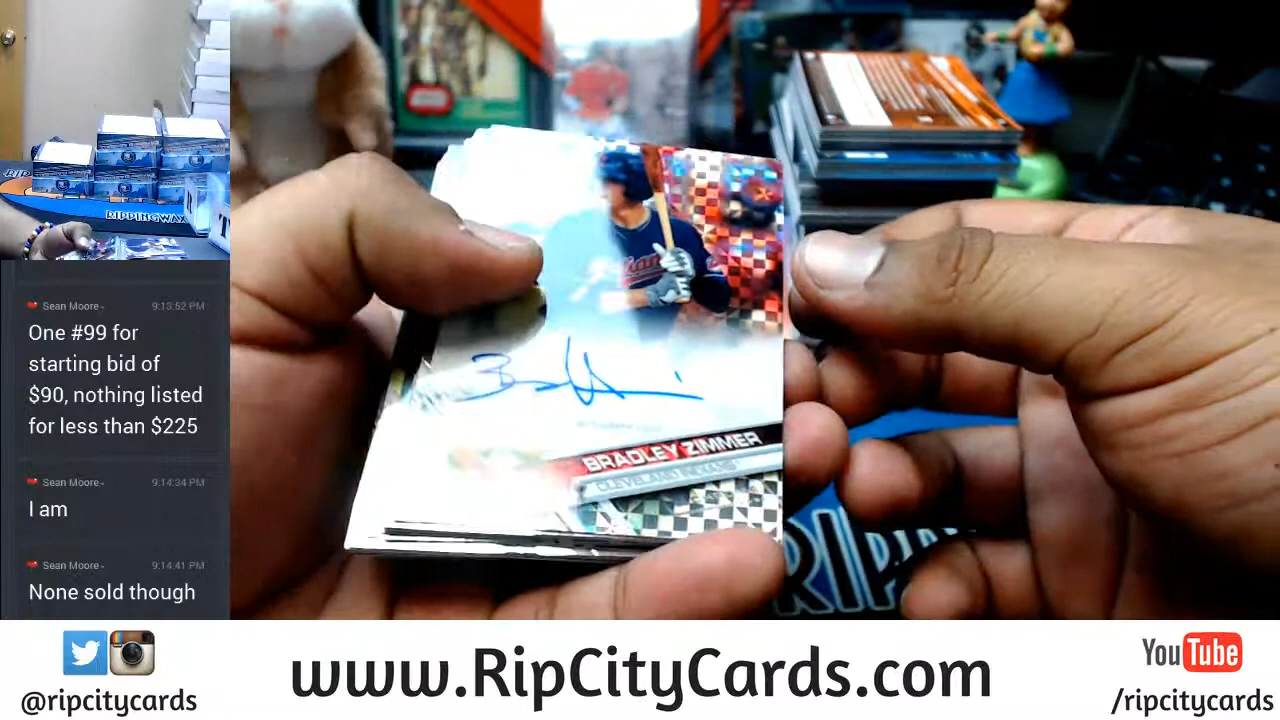 RIPPINGWAX
Sean Moore
9:13:52 PM
One #99 for
starting bid of
$90, nothing listed
for less than $225
Sean Moore
9:14:34 PM
I am
Sean Moore
9:14:41 PM
None sold though
BRADLEY ZIMMER
CLEVELAND INDIANS
@ripcitycards
www.RipCityCards.com
YouTube
/ripcitycards